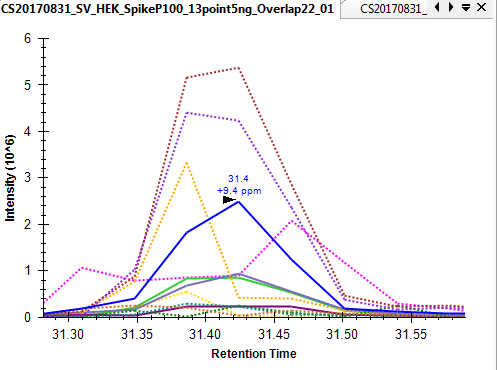 CS20170831_SV_HEK_SpikeP100_13point5ng_Overlap22_01
CS20170831_
6
5
4
3
2
1
0
Intensity (10^6)
31.4
+9.4 ppm
31.30 31.35 31.40 31.45 31.50 31.55
Retention Time